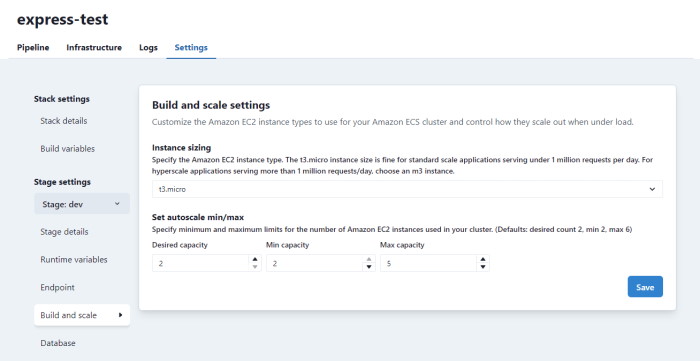 express-test
Pipeline Infrastructure Logs Settings
Stack settings
Stack details
Build variables
Stage settings
Stage: dev
Stage details
Runtime variables
Endpoint
Build and scale
Database
Build and scale settings
Customize the Amazon EC2 instance types to use for your Amazon ECS cluster and control how they scale out when under load.
Instance sizing
Specify the Amazon EC2 instance type. The t3.micro instance size is fine for standard scale applications serving under 1 million requests per day. For
hyperscale applications serving more than 1 million requests/day, choose an m3 instance.
t3.micro
Set autoscale min/max
Specify minimum and maximum limits for the number of Amazon EC2 instances used in your cluster. (Defaults: desired count 2, min 2, max 6)
Desired capacity Min capacity Max capacity
2 2 5
Save